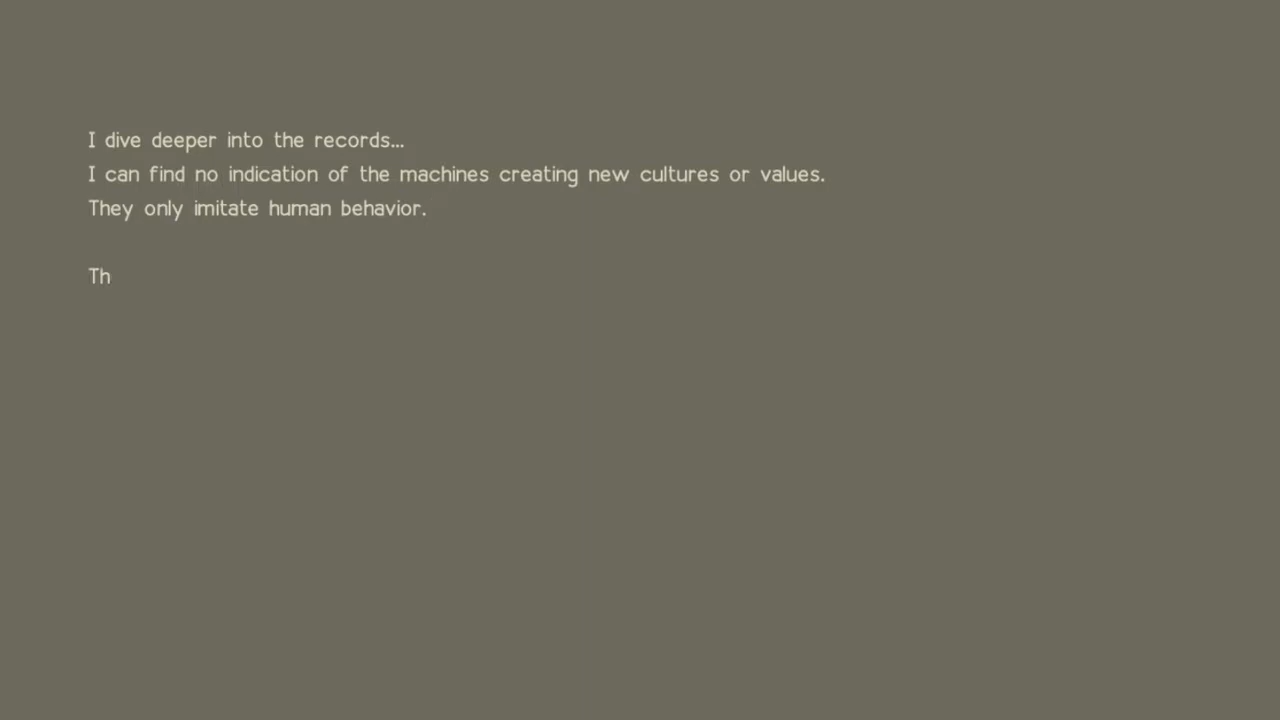 I dive deeper into the records...
I can find no indication of the machines creating new cultures or values.
They only imitate human behavior.
Th